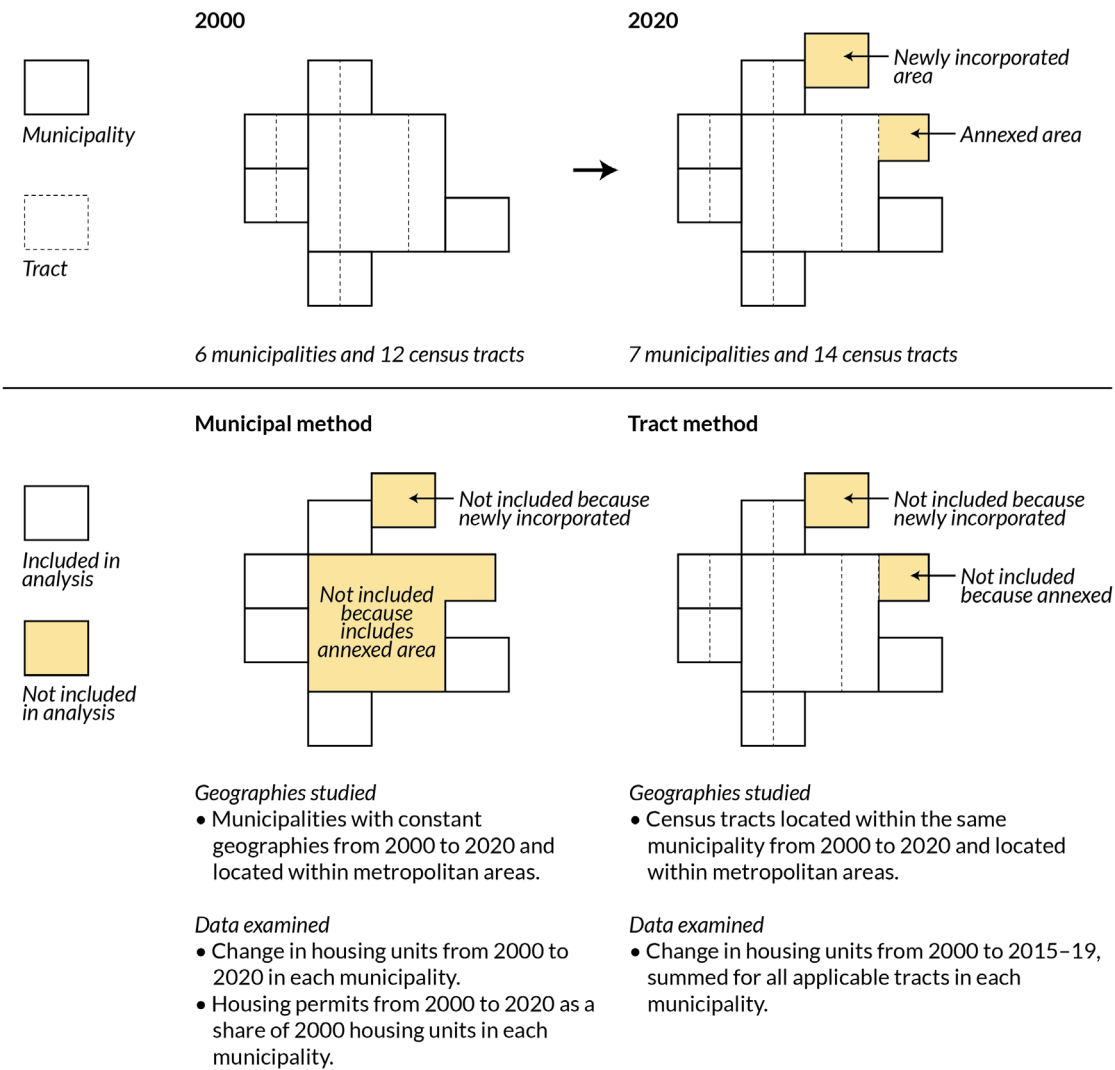 2000
2020
Municipality
Tract
Newly incorporated
area
Annexed area
6 municipalities and 12 census tracts
7 municipalities and 14 census tracts
Municipal method
Tract method
Included in
analysis
Not included
in analysis
Not included because
newly incorporated
Not included
because
includes
annexed area
Not included because
newly incorporated
Not included
because annexed
Geographies studied
• Municipalities with constant
geographies from 2000 to 2020 and
located within metropolitan areas.
Data examined
• Change in housing units from 2000 to
2020 in each municipality.
• Housing permits from 2000 to 2020 as a
share of 2000 housing units in each
municipality.
Geographies studied
• Census tracts located within the same
municipality from 2000 to 2020 and located
within metropolitan areas.
Data examined
• Change in housing units from 2000 to 2015–19,
summed for all applicable tracts in each
municipality.